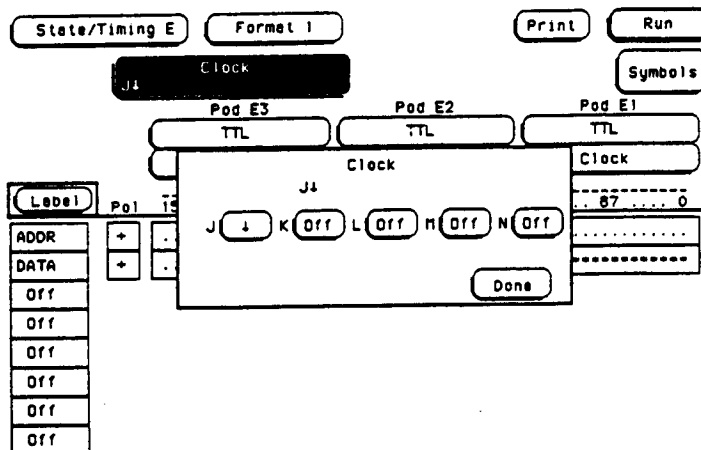 State/Timing E Format 1 Print Run
Clock
J↓
Symbols
Pod E3 Pod E2 Pod E1
TTL TTL TTL
Clock
Clock
J↓
Label Pol 15 .. 87 .... 0
J ↓ K Off L Off M Off N Off
ADDR + .. ...........
DATA + ..
Off
Done
Off
Off
Off
Off
Off